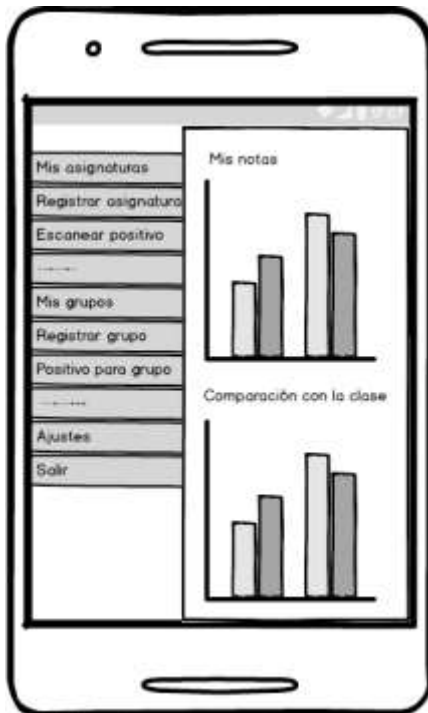 Mis asignaturas
Registrar asignatura
Escanear positivo
Mis grupos
Registrar grupo
Positivo para grupo
Ajustes
Salir
Mis notas
Comparación con la clase